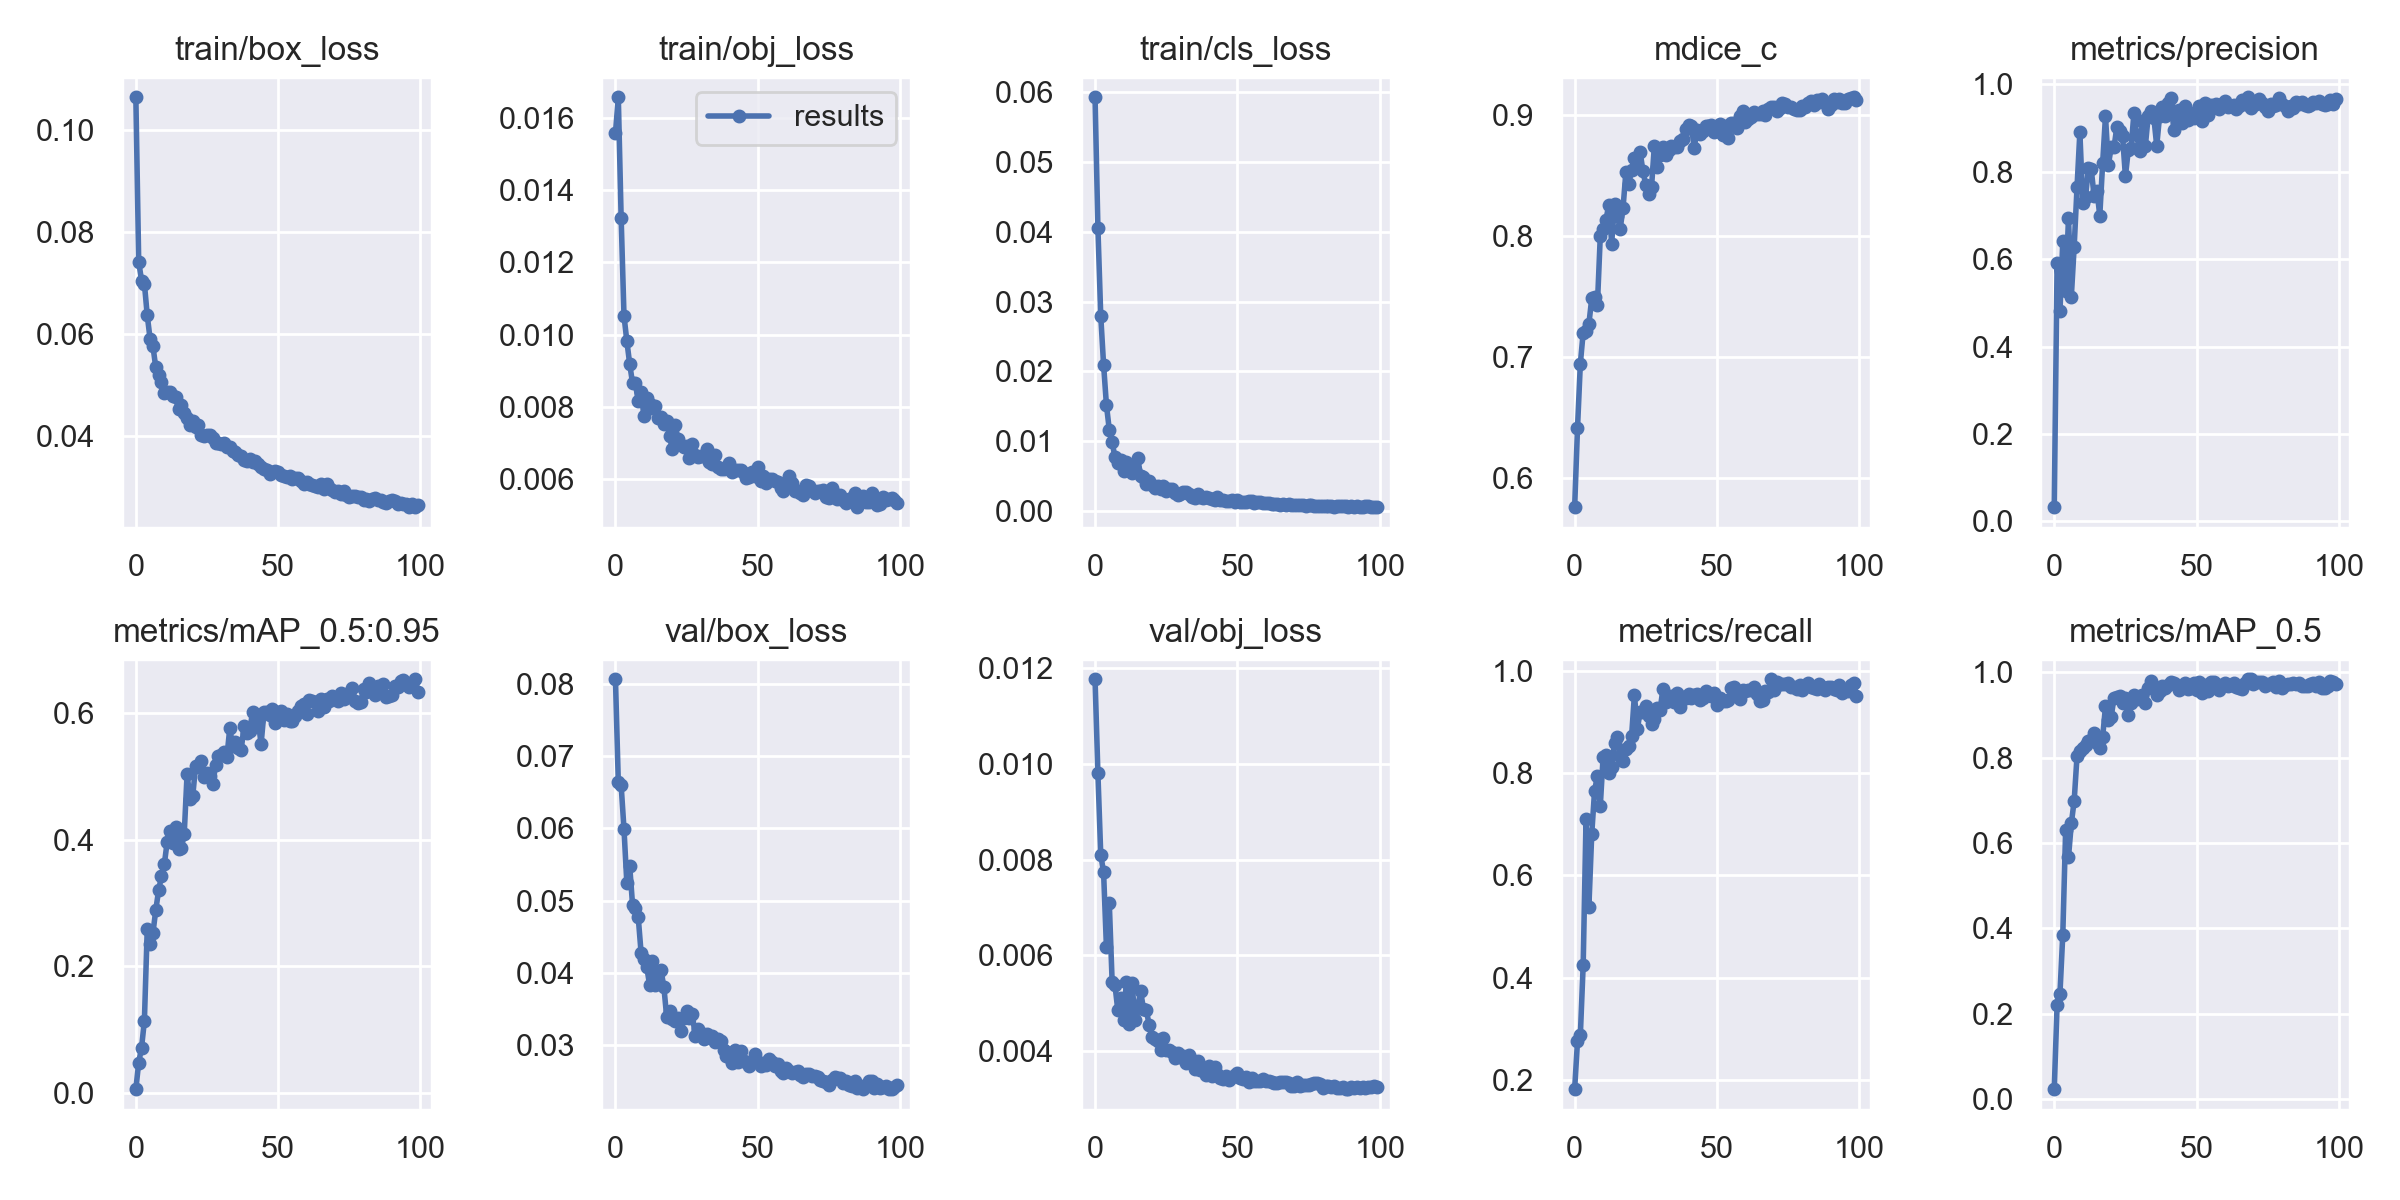 train/box_loss
0.10
0.08
0.06
0.04
0 50 100
train/obj_loss
results
0.016
0.014
0.012
0.010
0.008
0.006
0 50 100
train/cls_loss
0.06
0.05
0.04
0.03
0.02
0.01
0.00
0 50 100
mdice_c
0.9
0.8
0.7
0.6
0 50 100
metrics/precision
1.0
0.8
0.6
0.4
0.2
0.0
0 50 100
metrics/mAP_0.5:0.95
0.6
0.4
0.2
0.0
0 50 100
val/box_loss
0.08
0.07
0.06
0.05
0.04
0.03
0 50 100
val/obj_loss
0.012
0.010
0.008
0.006
0.004
0 50 100
metrics/recall
1.0
0.8
0.6
0.4
0.2
0 50 100
metrics/mAP_0.5
1.0
0.8
0.6
0.4
0.2
0.0
0 50 100